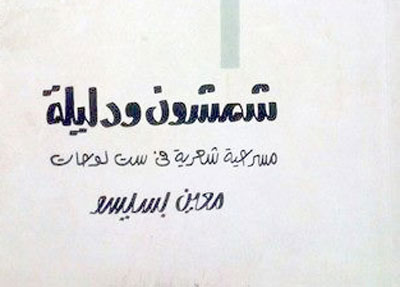 شمشون ودليلة
مسرحية شعرية في ست لوحات
معين بسيسو